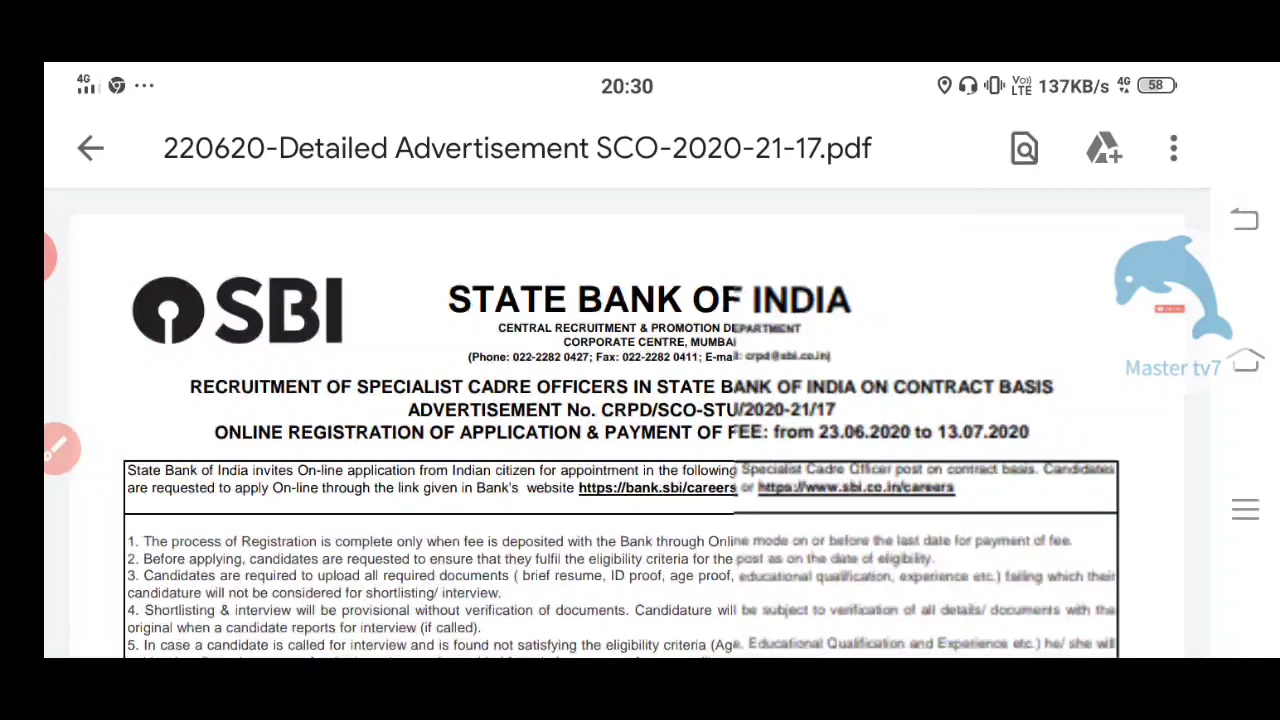 4G ... 20:30 Vo) LTE 137KB/s 4G 58
220620-Detailed Advertisement SCO-2020-21-17.pdf
SBI
STATE BANK OF INDIA
CENTRAL RECRUITMENT & PROMOTION DEPARTMENT
CORPORATE CENTRE, MUMBAI
(Phone: 022-2282 0427; Fax: 022-2282 0411; E-mail: crpd@sbi.co.in)
Master tv7
RECRUITMENT OF SPECIALIST CADRE OFFICERS IN STATE BANK OF INDIA ON CONTRACT BASIS
ADVERTISEMENT No. CRPD/SCO-STU/2020-21/17
ONLINE REGISTRATION OF APPLICATION & PAYMENT OF FEE: from 23.06.2020 to 13.07.2020
State Bank of India invites On-line application from Indian citizen for appointment in the following Specialist Cadre Officer post on contract basis. Candidates
are requested to apply On-line through the link given in Bank's website https://bank.sbi/careers or https://www.sbi.co.in/careers
1. The process of Registration is complete only when fee is deposited with the Bank through Online mode on or before the last date for payment of fee.
2. Before applying, candidates are requested to ensure that they fulfil the eligibility criteria for the post as on the date of eligibility.
3. Candidates are required to upload all required documents ( brief resume, ID proof, age proof, educational qualification, experience etc.) failing which their
candidature will not be considered for shortlisting/ interview.
4. Shortlisting & interview will be provisional without verification of documents. Candidature will be subject to verification of all details/ documents with the
original when a candidate reports for interview (if called).
5. In case a candidate is called for interview and is found not satisfying the eligibility criteria (Age, Educational Qualification and Experience etc.) he/ she will